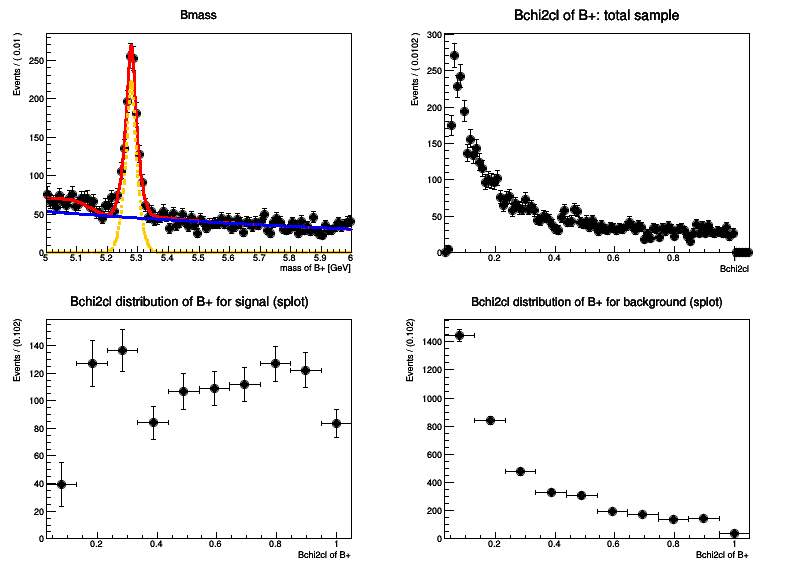 Bmass
Events / ( 0.01 )
250
200
150
100
50
0
5 5.1 5.2 5.3 5.4 5.5 5.6 5.7 5.8 5.9 6
mass of B+ [GeV]
Bchi2cl of B+: total sample
Events / ( 0.0102 )
300
250
200
150
100
50
0
0.2 0.4 0.6 0.8 1
Bchi2cl
Bchi2cl distribution of B+ for signal (splot)
Events / (0.102)
140
120
100
80
60
40
20
0
0.2 0.4 0.6 0.8 1
Bchi2cl of B+
Bchi2cl distribution of B+ for background (splot)
Events / (0.102)
1400
1200
1000
800
600
400
200
0
0.2 0.4 0.6 0.8 1
Bchi2cl of B+